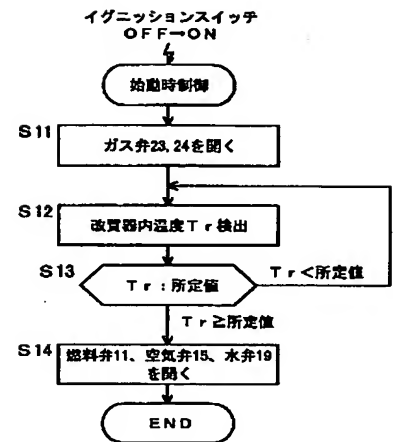 イグニッションスイッチ
OFF→ON
始動時制御
S11
ガス弁23,24を開く
S12
改質器内温度Tr検出
S13
Tr:所定値
Tr<所定値
Tr≥所定値
S14
燃料弁11、空気弁15、水弁19
を開く
END